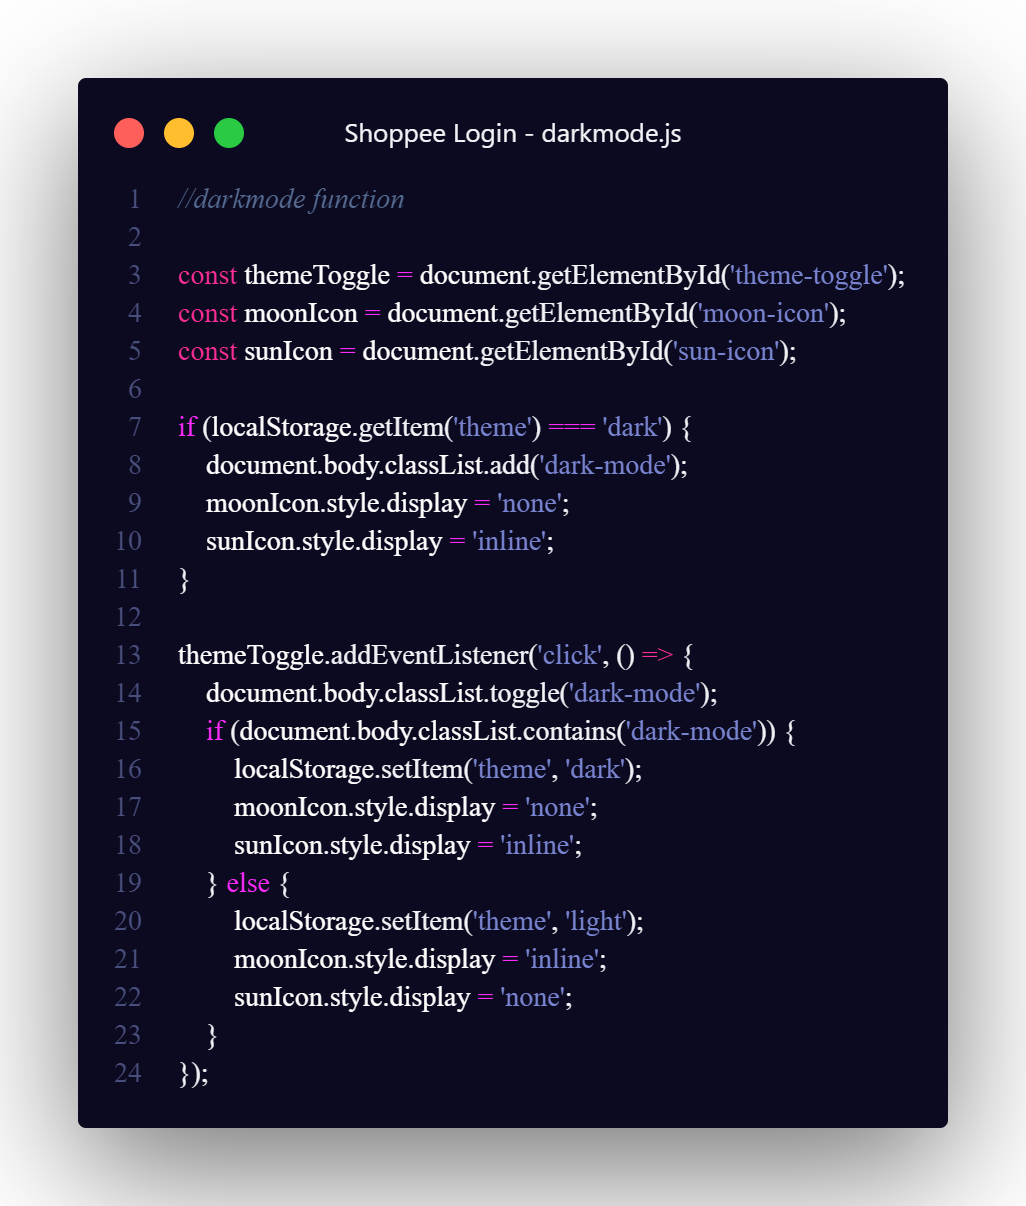 Shoppee Login - darkmode.js
1 //darkmode function
2
3 const themeToggle = document.getElementById('theme-toggle');
4 const moonIcon = document.getElementById('moon-icon');
5 const sunIcon = document.getElementById('sun-icon');
6
7 if (localStorage.getItem('theme') === 'dark') {
8     document.body.classList.add('dark-mode');
9     moonIcon.style.display = 'none';
10     sunIcon.style.display = 'inline';
11 }
12
13 themeToggle.addEventListener('click', () => {
14     document.body.classList.toggle('dark-mode');
15     if (document.body.classList.contains('dark-mode')) {
16         localStorage.setItem('theme', 'dark');
17         moonIcon.style.display = 'none';
18         sunIcon.style.display = 'inline';
19     } else {
20         localStorage.setItem('theme', 'light');
21         moonIcon.style.display = 'inline';
22         sunIcon.style.display = 'none';
23     }
24 });